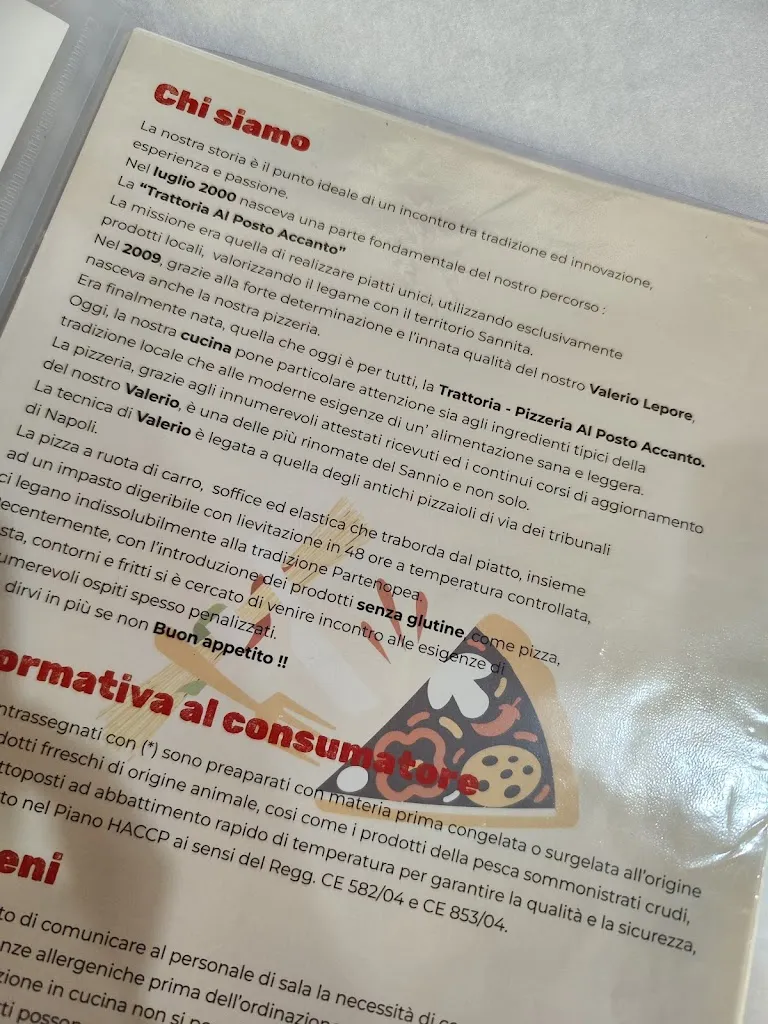 Chi siamo
La nostra storia è il punto ideale di un incontro tra tradizione ed innovazione,
esperienza e passione.
Nel luglio 2000 nasceva una parte fondamentale del nostro percorso :
La “Trattoria Al Posto Accanto”
La missione era quella di realizzare piatti unici, utilizzando esclusivamente
prodotti locali, valorizzando il legame con il territorio Sannita.
Nel 2009, grazie alla forte determinazione e l’innata qualità del nostro Valerio Lepore,
nasceva anche la nostra pizzeria.
Era finalmente nata, quella che oggi è per tutti, la Trattoria - Pizzeria Al Posto Accanto.
Oggi, la nostra cucina pone particolare attenzione sia agli ingredienti tipici della
tradizione locale che alle moderne esigenze di un’ alimentazione sana e leggera.
La pizzeria, grazie agli innumerevoli attestati ricevuti ed i continui corsi di aggiornamento
del nostro Valerio, è una delle più rinomate del Sannio e non solo.
La tecnica di Valerio è legata a quella degli antichi pizzaioli di via dei tribunali
di Napoli.
La pizza a ruota di carro, soffice ed elastica che traborda dal piatto, insieme
ad un impasto digeribile con lievitazione in 48 ore a temperatura controllata,
ci legano indissolubilmente alla tradizione Partenopea.
ecentemente, con l’introduzione dei prodotti senza glutine, come pizza,
sta, contorni e fritti si è cercato di venire incontro alle esigenze di
umerevoli ospiti spesso penalizzati.
dirvi in più se non Buon appetito !!
ormativa al consumatore
ntrassegnati con (*) sono preaparati con materia prima congelata o surgelata all’origine
dotti frreschi di origine animale, cosi come i prodotti della pesca sommonistrati crudi,
ttoposti ad abbattimento rapido di temperatura per garantire la qualità e la sicurezza,
to nel Piano HACCP ai sensi del Regg. CE 582/04 e CE 853/04.
eni
to di comunicare al personale di sala la necessità di
nze allergeniche prima dell’ordinazion
zione in cucina non si